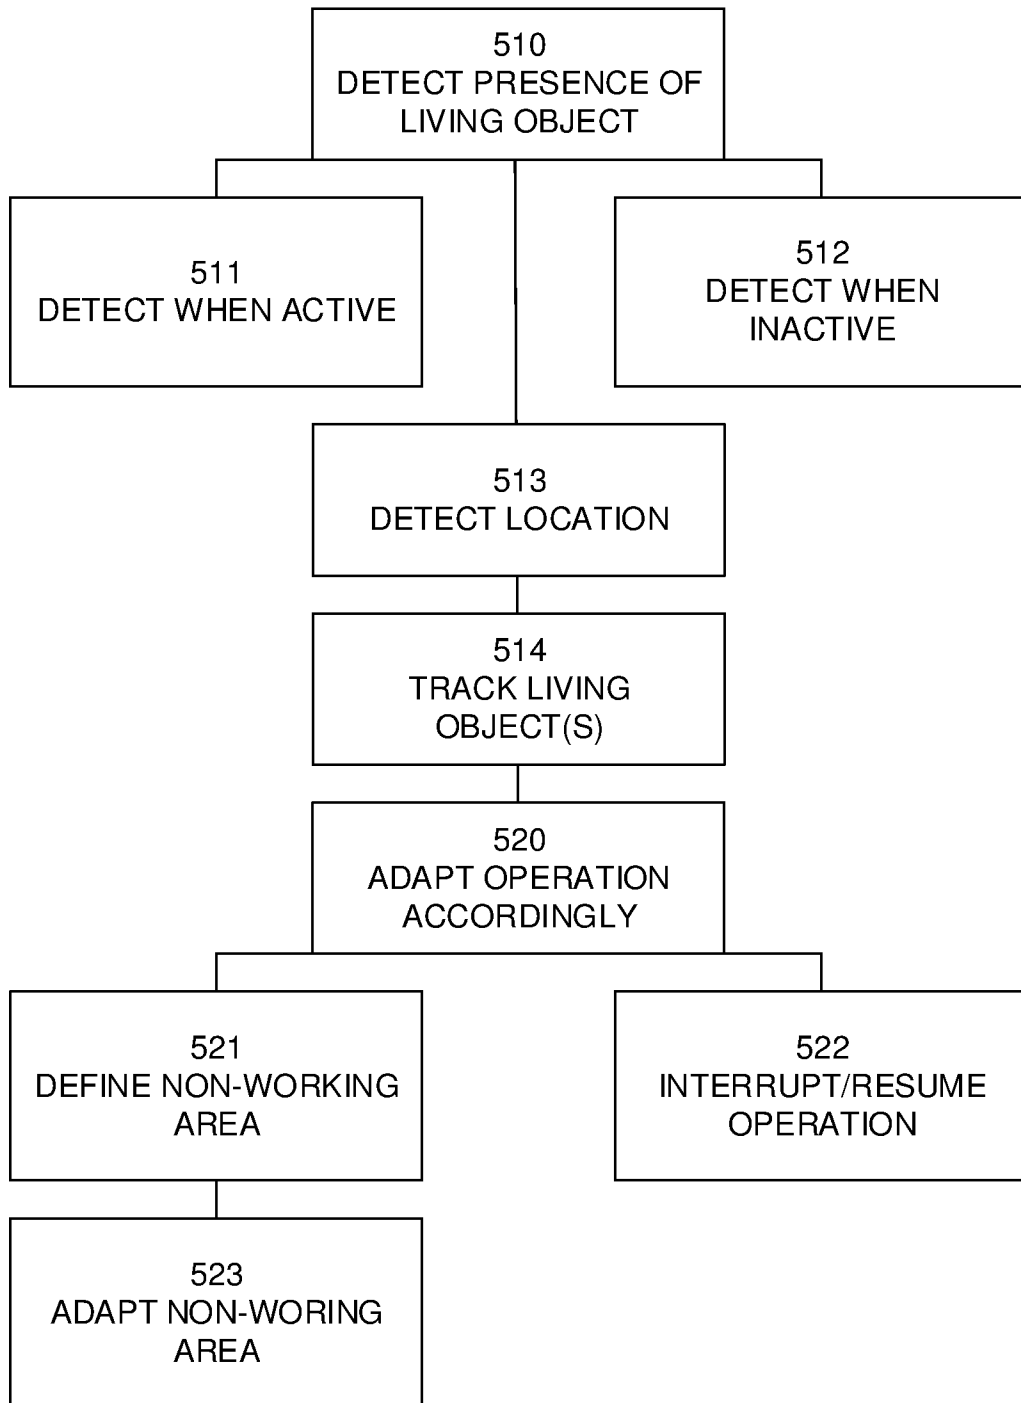 510
DETECT PRESENCE OF
LIVING OBJECT
511
DETECT WHEN ACTIVE
512
DETECT WHEN
INACTIVE
513
DETECT LOCATION
514
TRACK LIVING
OBJECT(S)
520
ADAPT OPERATION
ACCORDINGLY
521
DEFINE NON-WORKING
AREA
522
INTERRUPT/RESUME
OPERATION
523
ADAPT NON-WORING
AREA